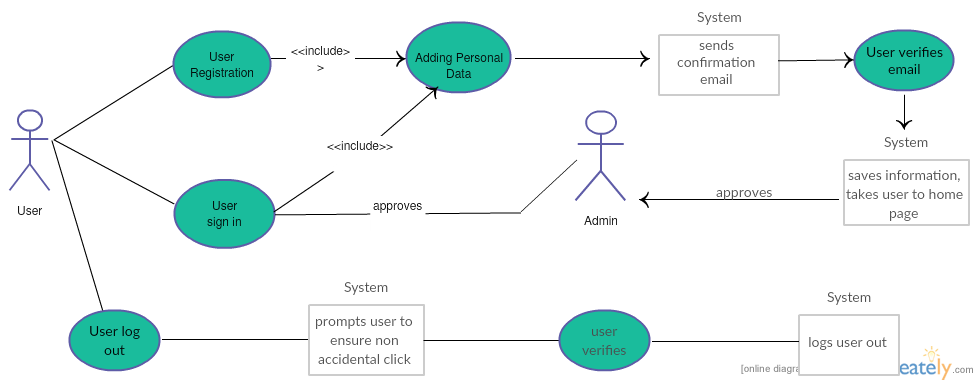 System
User
Registration
<<include>
>
Adding Personal
Data
sends
confirmation
email
User verifies
email
<<include>>
System
saves information,
takes user to home
page
User
User
sign in
approves
Admin
approves
System
prompts user to
ensure non
accidental click
User log
out
user
verifies
System
logs user out
[online diagra
eately.com